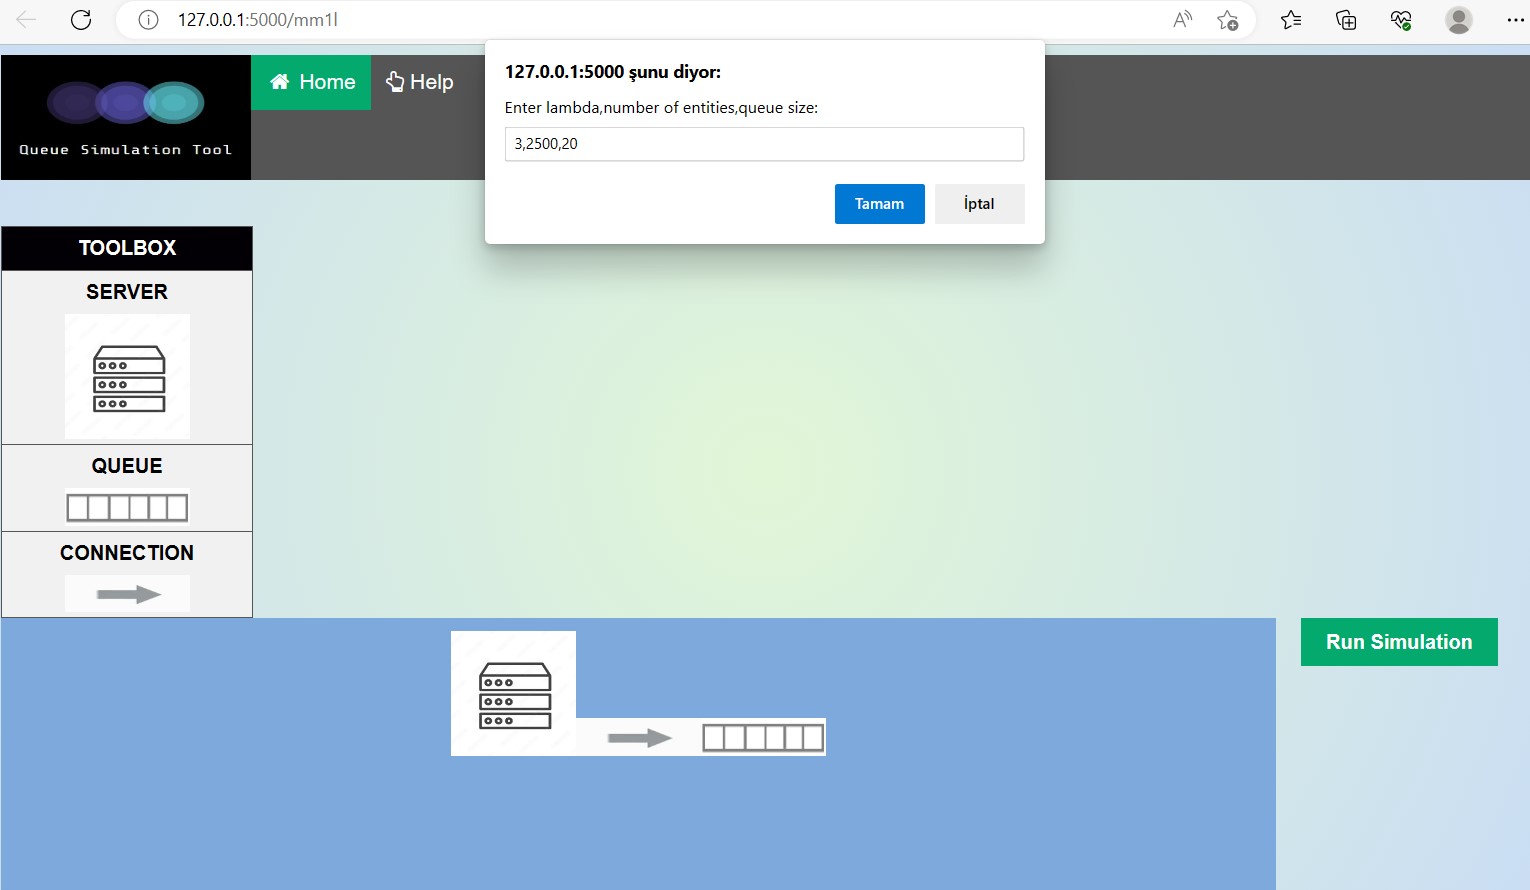 127.0.0.1:5000/mm1l
127.0.0.1:5000 şunu diyor:
Enter lambda,number of entities,queue size:
3,2500,20
Tamam
İptal
Home
Help
Queue Simulation Tool
TOOLBOX
SERVER
QUEUE
CONNECTION
Run Simulation